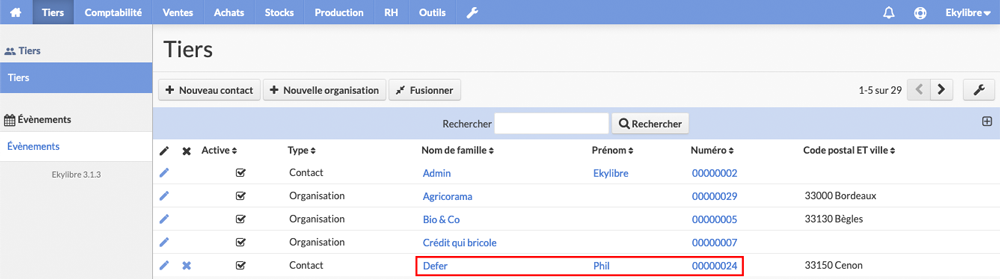 Tiers Comptabilité Ventes Achats Stocks Production RH Outils Ekylibre
Tiers
Tiers
Évènements
Évènements
Ekylibre 3.1.3
Tiers
Nouveau contact Nouvelle organisation Fusionner 1-5 sur 29
Rechercher Rechercher
Active Type Nom de famille Prénom Numéro Code postal ET ville
Contact Admin Ekylibre 00000002
Organisation Agricorama 00000029 33000 Bordeaux
Organisation Bio & Co 00000005 33130 Bègles
Organisation Crédit qui bricole 00000007
Contact Defer Phil 00000024 33150 Cenon